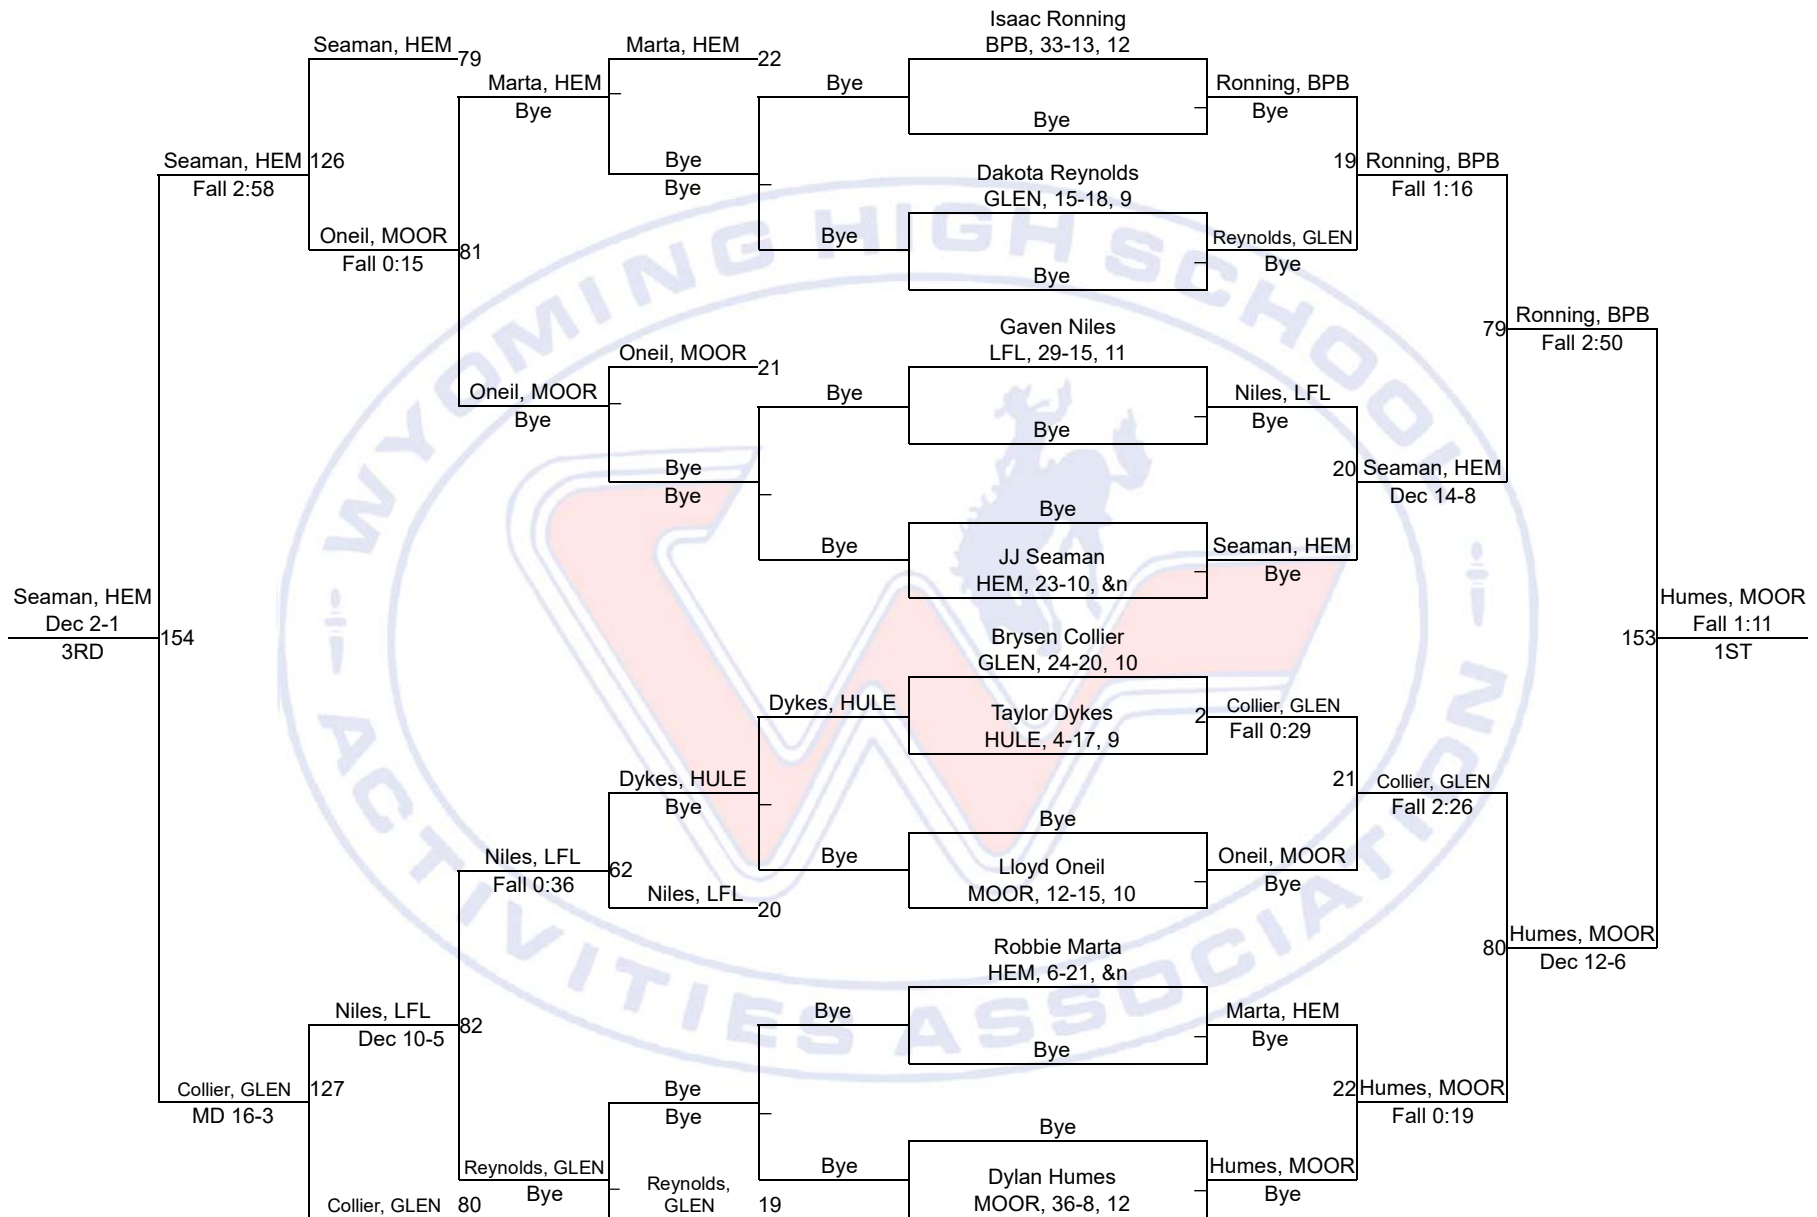 Isaac Ronning
BPB, 33-13, 12
Seaman, HEM
79
Marta, HEM
22
Marta, HEM
Bye
Bye
Ronning, BPB
Bye
Bye
Seaman, HEM
126
Fall 2:58
Bye
Bye
19
Ronning, BPB
Fall 1:16
Dakota Reynolds
GLEN, 15-18, 9
Oneil, MOOR
Fall 0:15
81
Bye
Reynolds, GLEN
Bye
Bye
Gaven Niles
LFL, 29-15, 11
79
Ronning, BPB
Fall 2:50
Oneil, MOOR
21
Oneil, MOOR
Bye
Bye
Niles, LFL
Bye
Bye
Bye
Bye
20
Seaman, HEM
Dec 14-8
Bye
Bye
JJ Seaman
HEM, 23-10, &n
Seaman, HEM
Bye
Seaman, HEM
Dec 2-1
3RD
154
Humes, MOOR
Fall 1:11
1ST
153
Brysen Collier
GLEN, 24-20, 10
Dykes, HULE
Taylor Dykes
HULE, 4-17, 9
2
Collier, GLEN
Fall 0:29
Dykes, HULE
Bye
21
Collier, GLEN
Fall 2:26
Bye
Niles, LFL
Fall 0:36
62
Bye
Lloyd Oneil
MOOR, 12-15, 10
Oneil, MOOR
Bye
Niles, LFL
20
Robbie Marta
HEM, 6-21, &n
80
Humes, MOOR
Dec 12-6
Niles, LFL
Dec 10-5
82
Bye
Marta, HEM
Bye
Bye
Collier, GLEN
127
MD 16-3
Bye
Bye
22
Humes, MOOR
Fall 0:19
Bye
Reynolds, GLEN
Bye
Bye
Dylan Humes
MOOR, 36-8, 12
Humes, MOOR
Bye
Collier, GLEN
80
Reynolds,
GLEN
19
WYOMING HIGH SCHOOL
ACTIVITIES ASSOCIATION